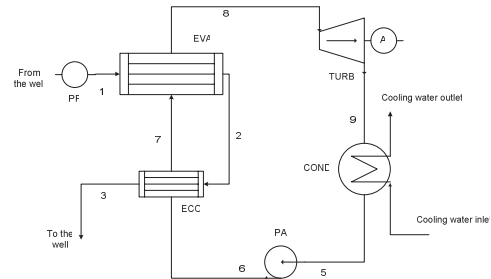 8
EVA
A
From
the wel
1
PF
TURB
Cooling water outlet
7
2
9
COND
3
ECC
To the
well
PA
Cooling water inle
6
5